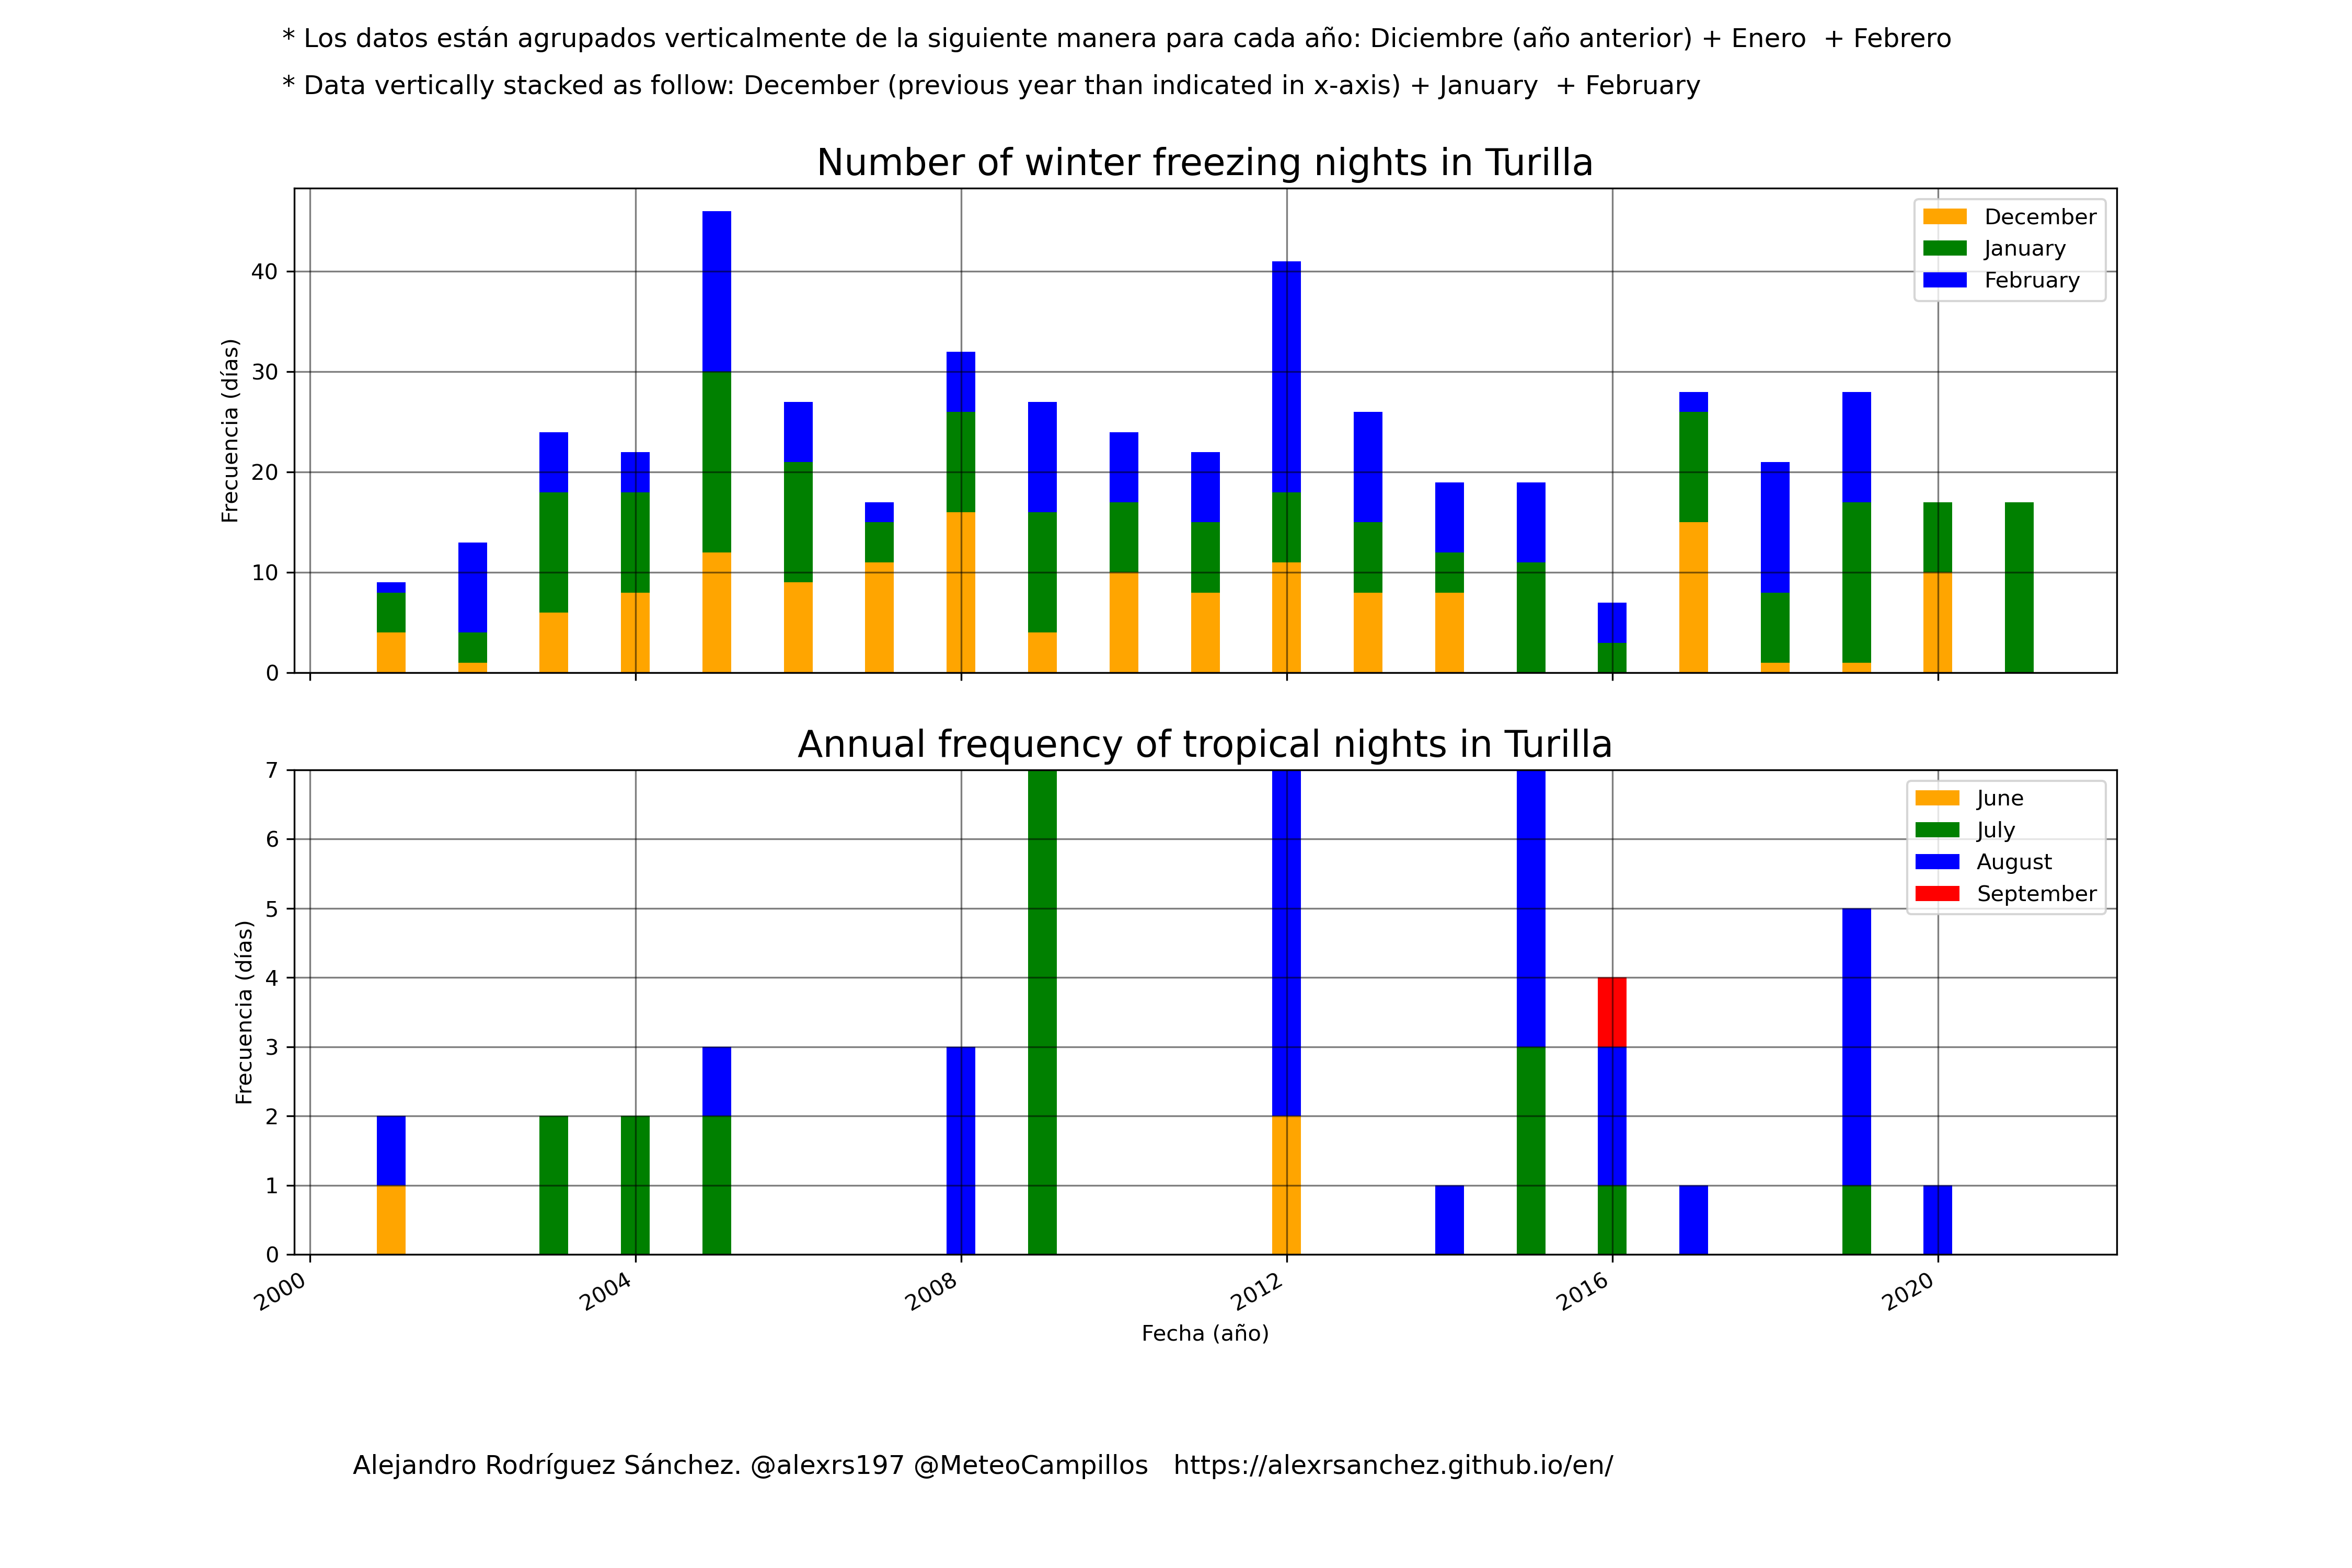 * Los datos están agrupados verticalmente de la siguiente manera para cada año: Diciembre (año anterior) + Enero  + Febrero
* Data vertically stacked as follow: December (previous year than indicated in x-axis) + January  + February
Number of winter freezing nights in Turilla
Frecuencia (días)
40
30
20
10
0
December
January
February
Annual frequency of tropical nights in Turilla
Frecuencia (días)
7
6
5
4
3
2
1
0
June
July
August
September
2000
2004
2008
2012
2016
2020
Fecha (año)
Alejandro Rodríguez Sánchez. @alexrs197 @MeteoCampillos   https://alexrsanchez.github.io/en/